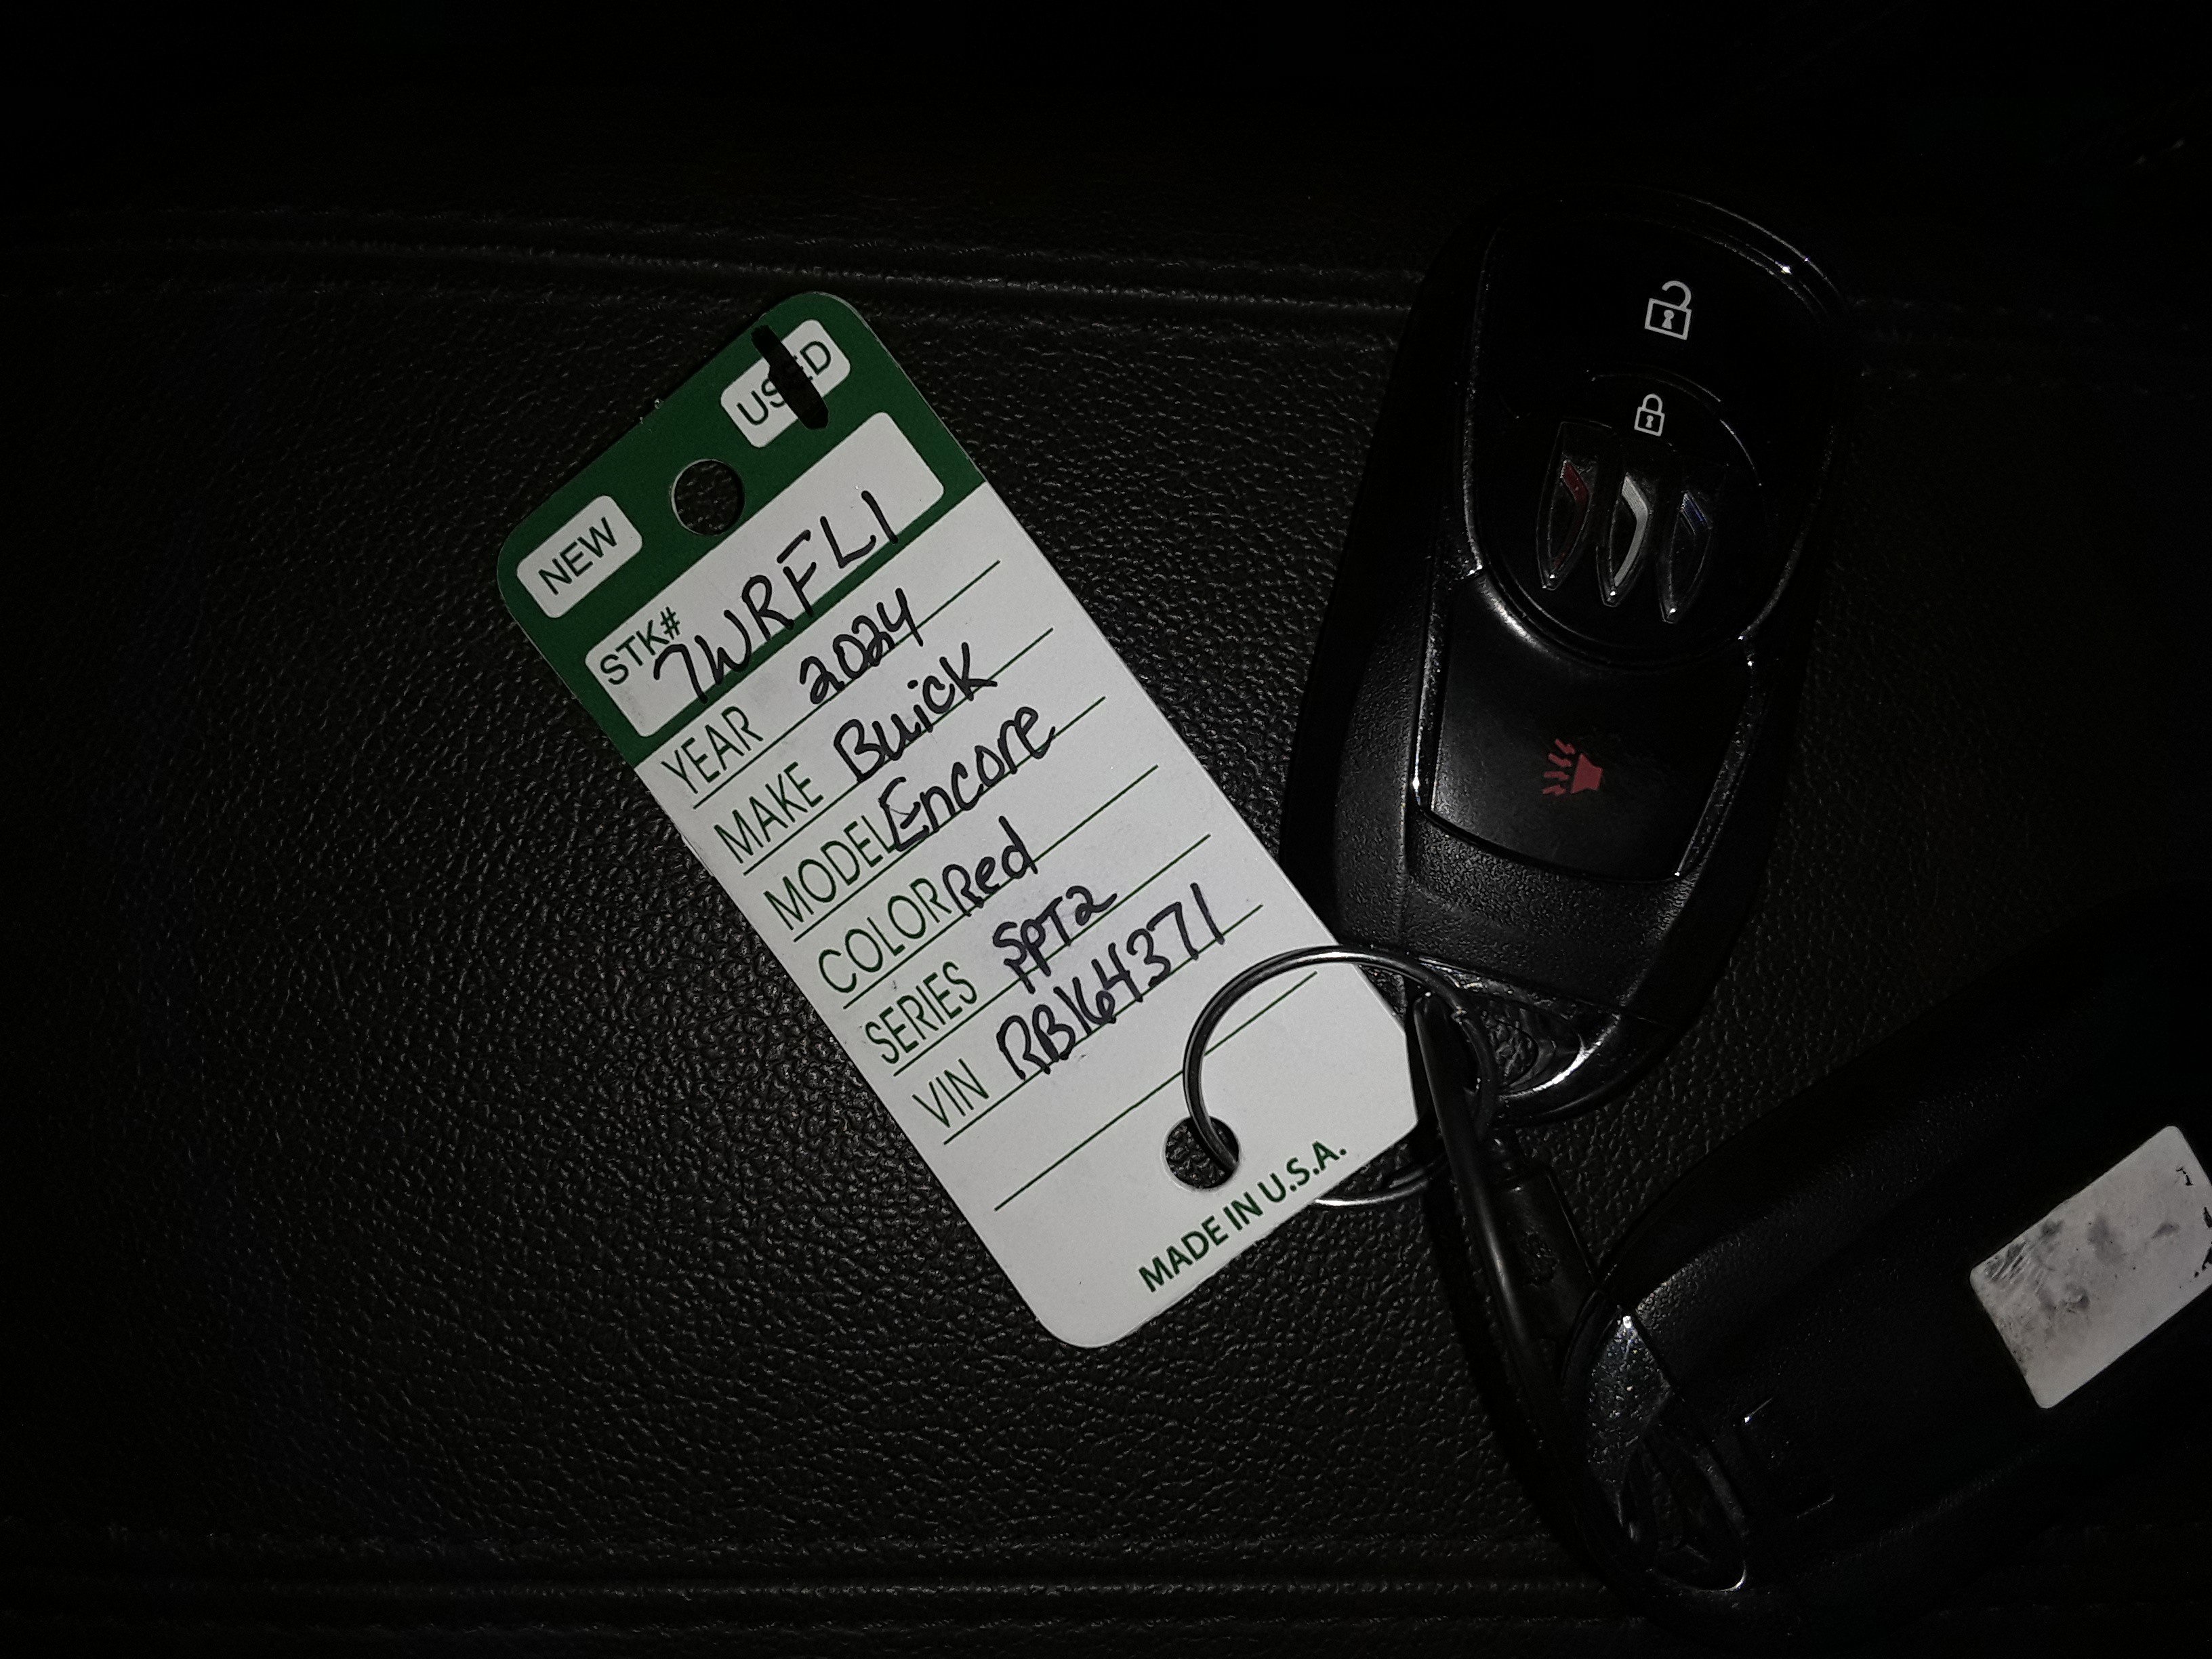 NEW USED
STK# 7WRFL1
YEAR 2024
MAKE Buick
MODEL Encore
COLOR Red
SERIES SPT2
VIN RB164371
MADE IN U.S.A.